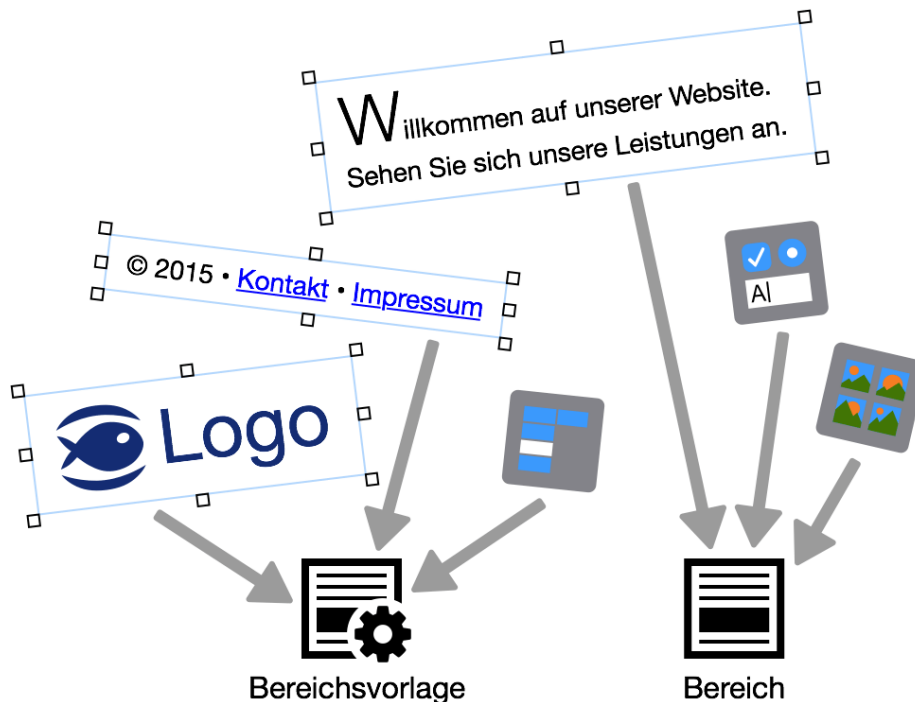 Willkommen auf unserer Website.
Sehen Sie sich unsere Leistungen an.
© 2015 • Kontakt • Impressum
A
Logo
Bereichsvorlage
Bereich